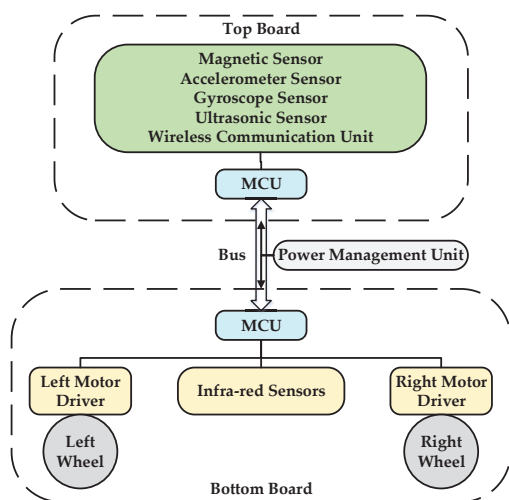 Top Board
Magnetic Sensor
Accelerometer Sensor
Gyroscope Sensor
Ultrasonic Sensor
Wireless Communication Unit
MCU
Bus
Power Management Unit
MCU
Left Motor
Driver
Infra-red Sensors
Right Motor
Driver
Left
Wheel
Right
Wheel
Bottom Board